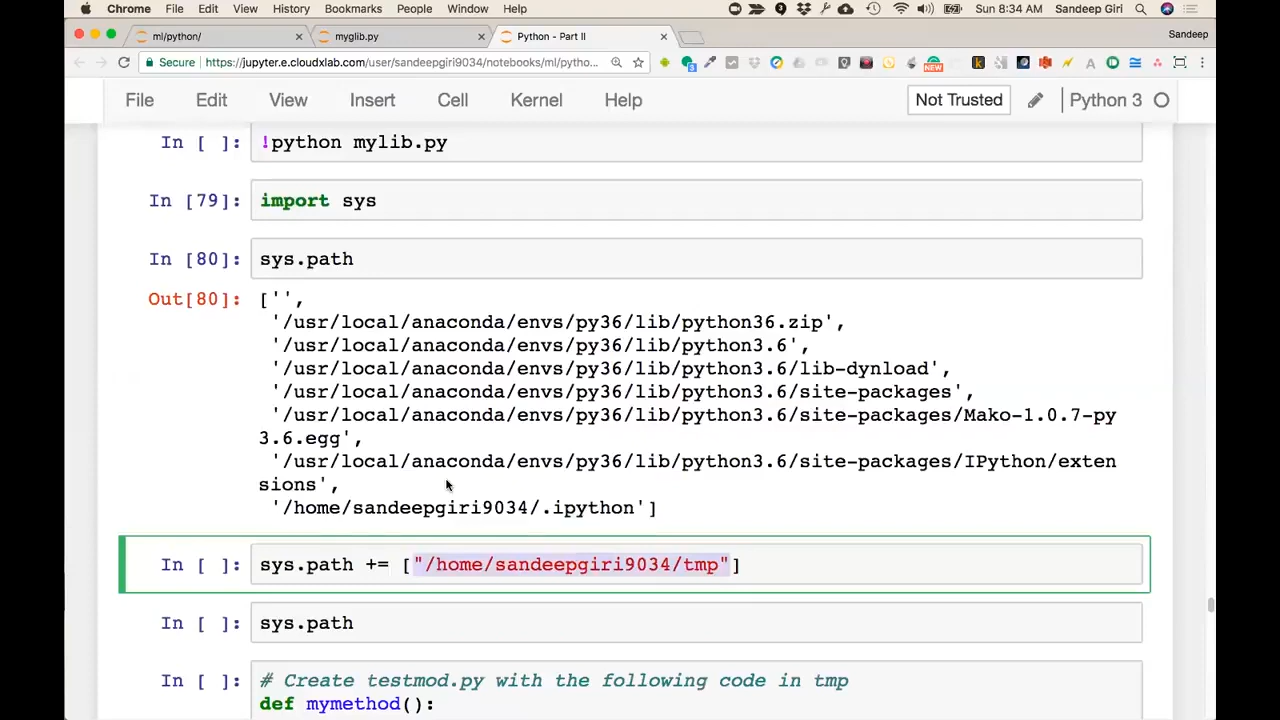 Chrome File Edit View History Bookmarks People Window Help Sun 8:34 AM Sandeep Giri
ml/python/ myglib.py Python - Part II Sandeep
Secure https://jupyter.e.cloudxlab.com/user/sandeepgiri9034/notebooks/ml/pytho...
File Edit View Insert Cell Kernel Help Not Trusted Python 3
In [ ]: !python mylib.py
In [79]: import sys
In [80]: sys.path
Out[80]: ['',
'/usr/local/anaconda/envs/py36/lib/python36.zip',
'/usr/local/anaconda/envs/py36/lib/python3.6',
'/usr/local/anaconda/envs/py36/lib/python3.6/lib-dynload',
'/usr/local/anaconda/envs/py36/lib/python3.6/site-packages',
'/usr/local/anaconda/envs/py36/lib/python3.6/site-packages/Mako-1.0.7-py
3.6.egg',
'/usr/local/anaconda/envs/py36/lib/python3.6/site-packages/IPython/exten
sions',
'/home/sandeepgiri9034/.ipython']
In [ ]: sys.path += ["/home/sandeepgiri9034/tmp"]
In [ ]: sys.path
In [ ]: # Create testmod.py with the following code in tmp
def mymethod():